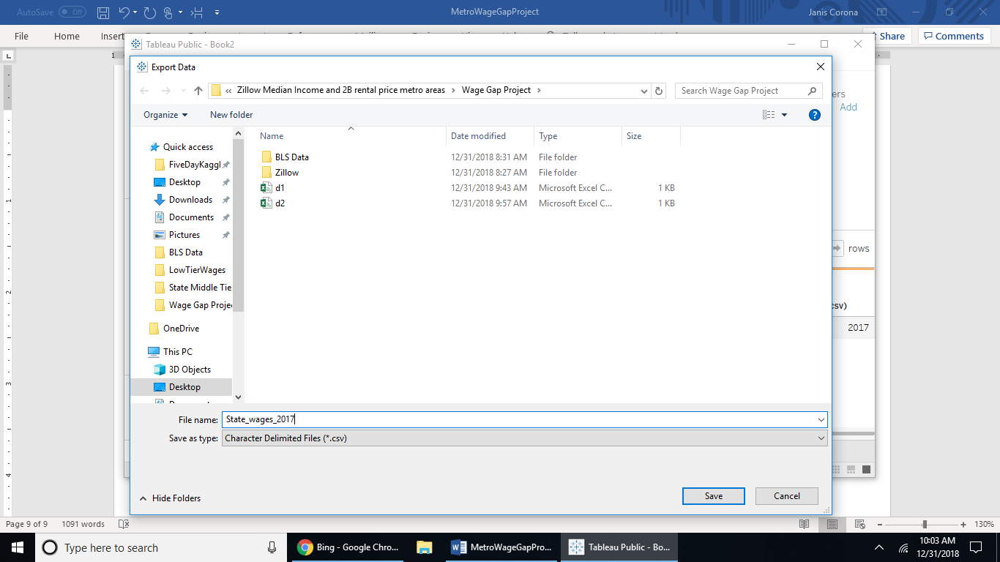 AutoSave Off MetroWageGapProject Janis Corona
File Home Insert Share Comments
Tableau Public - Book2
Export Data
« Zillow Median Income and 2B rental price metro areas › Wage Gap Project › Search Wage Gap Project
Organize New folder
Name Date modified Type Size
BLS Data 12/31/2018 8:31 AM File folder
Zillow 12/31/2018 8:27 AM File folder
d1 12/31/2018 9:43 AM Microsoft Excel C... 1 KB
d2 12/31/2018 9:57 AM Microsoft Excel C... 1 KB
Quick access
FiveDayKaggl
Desktop
Downloads
Documents
Pictures
BLS Data
LowTierWages
State Middle Tie
Wage Gap Projec
OneDrive
This PC
3D Objects
Desktop
ers
Add
rows
csv)
2017
File name: State_wages_2017
Save as type: Character Delimited Files (*.csv)
Hide Folders Save Cancel
Page 9 of 9 1091 words 130%
Type here to search Bing - Google Chro... MetroWageGapPro... Tableau Public - Bo... 10:03 AM
12/31/2018